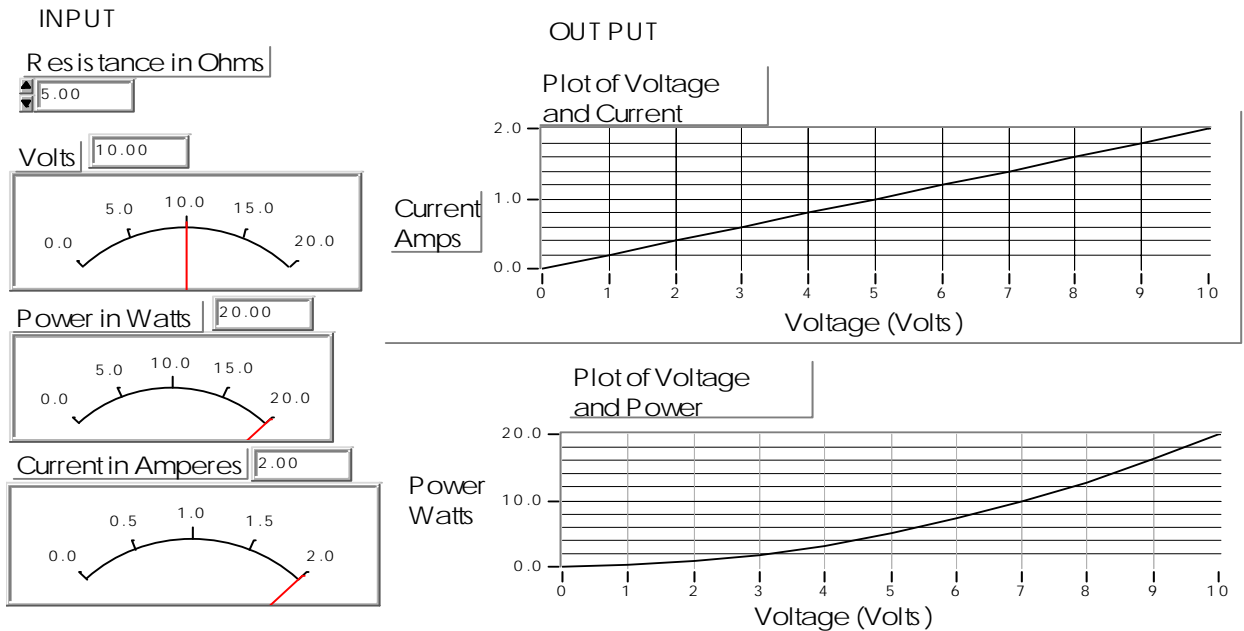 INPUT
Resistance in Ohms
5.00
Volts
10.00
0.0 5.0 10.0 15.0 20.0
Power in Watts
20.00
0.0 5.0 10.0 15.0 20.0
Current in Amperes
2.00
0.0 0.5 1.0 1.5 2.0
OUTPUT
Plot of Voltage
and Current
2.0
1.0
0.0
Current
Amps
0 1 2 3 4 5 6 7 8 9 10
Voltage (Volts)
Plot of Voltage
and Power
20.0
10.0
0.0
Power
Watts
0 1 2 3 4 5 6 7 8 9 10
Voltage (Volts)